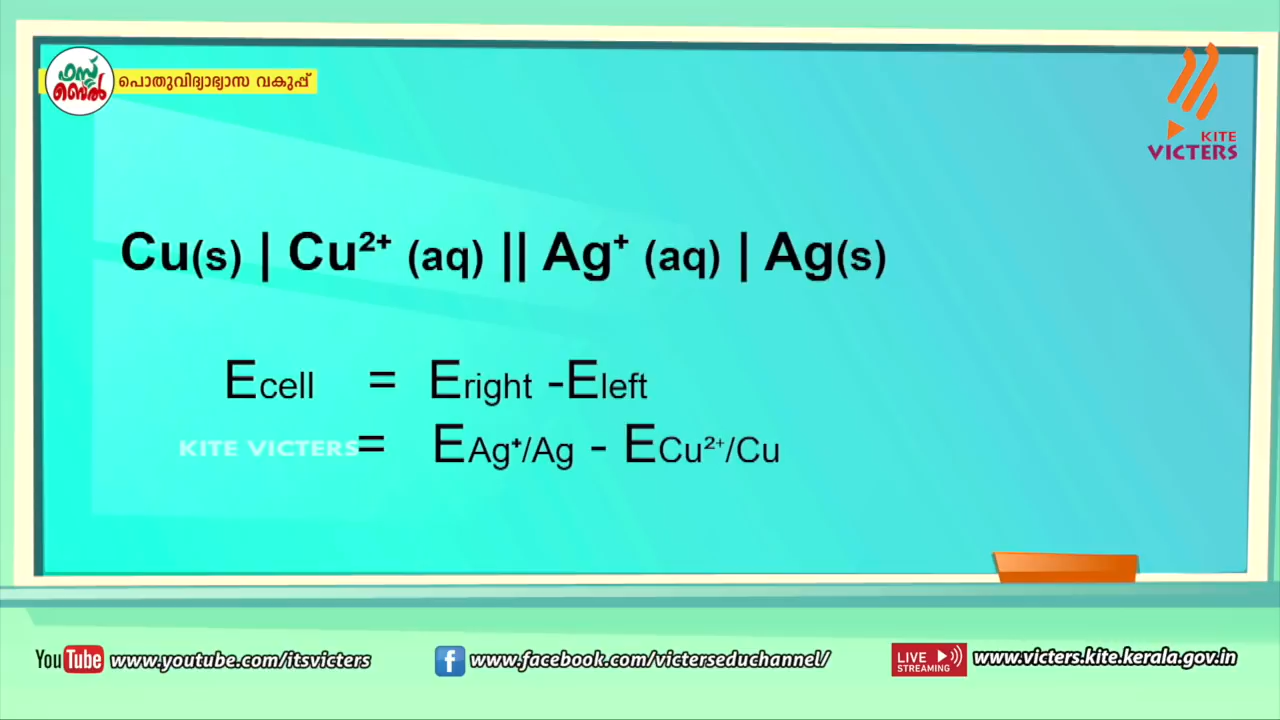 ഫസ്റ്റ് ബെൽ
പൊതുവിദ്യാഭ്യാസ വകുപ്പ്
KITE
VICTERS
Cu(s) | Cu²⁺ (aq) || Ag⁺ (aq) | Ag(s)
Ecell = Eright -Eleft
KITE VICTERS
= EAg⁺/Ag - ECu²⁺/Cu
YouTube www.youtube.com/itsvicters
f www.facebook.com/victerseduchannel/
LIVE STREAMING www.victers.kite.kerala.gov.in